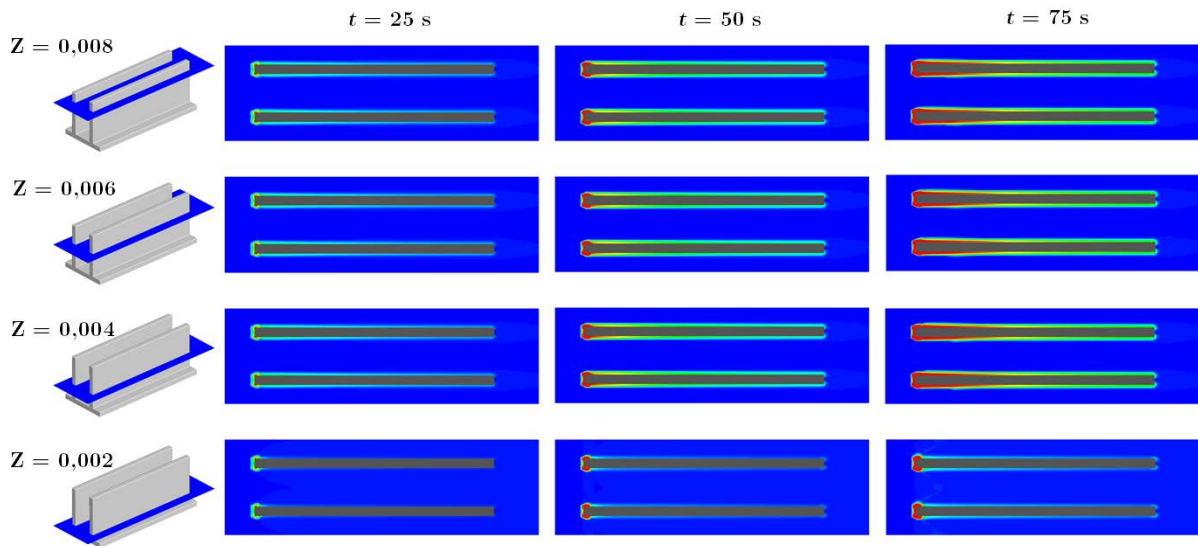 t = 25 s
t = 50 s
t = 75 s
Z = 0,008
Z = 0,006
Z = 0,004
Z = 0,002